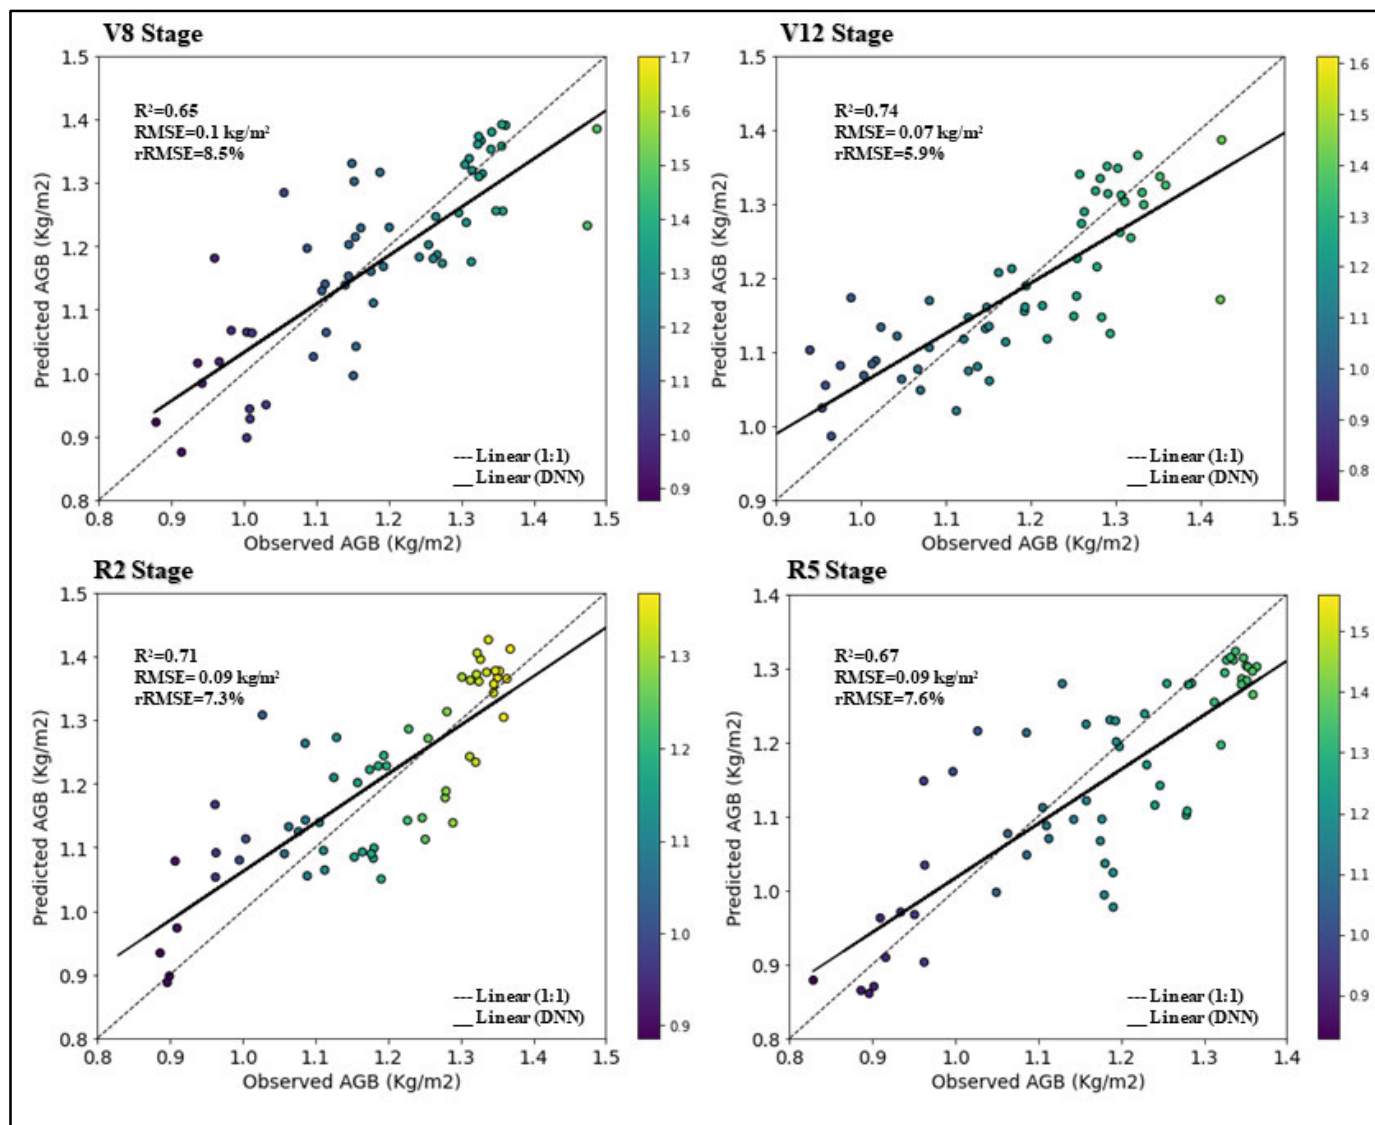 V8 Stage
R²=0.65
RMSE=0.1 kg/m²
rRMSE=8.5%
1.5
1.4
1.3
1.2
1.1
1.0
0.9
0.8
Predicted AGB (Kg/m2)
--- Linear (1:1)
__ Linear (DNN)
0.8 0.9 1.0 1.1 1.2 1.3 1.4 1.5
Observed AGB (Kg/m2)
1.7
1.6
1.5
1.4
1.3
1.2
1.1
1.0
0.9
V12 Stage
R²=0.74
RMSE= 0.07 kg/m²
rRMSE=5.9%
1.5
1.4
1.3
1.2
1.1
1.0
0.9
Predicted AGB (Kg/m2)
--- Linear (1:1)
__ Linear (DNN)
0.9 1.0 1.1 1.2 1.3 1.4 1.5
Observed AGB (Kg/m2)
1.6
1.5
1.4
1.3
1.2
1.1
1.0
0.9
0.8
R2 Stage
R²=0.71
RMSE= 0.09 kg/m²
rRMSE=7.3%
1.5
1.4
1.3
1.2
1.1
1.0
0.9
0.8
Predicted AGB (Kg/m2)
--- Linear (1:1)
__ Linear (DNN)
0.8 0.9 1.0 1.1 1.2 1.3 1.4 1.5
Observed AGB (Kg/m2)
1.3
1.2
1.1
1.0
0.9
R5 Stage
R²=0.67
RMSE=0.09 kg/m²
rRMSE=7.6%
1.4
1.3
1.2
1.1
1.0
0.9
0.8
Predicted AGB (Kg/m2)
--- Linear (1:1)
__ Linear (DNN)
0.8 0.9 1.0 1.1 1.2 1.3 1.4
Observed AGB (Kg/m2)
1.5
1.4
1.3
1.2
1.1
1.0
0.9